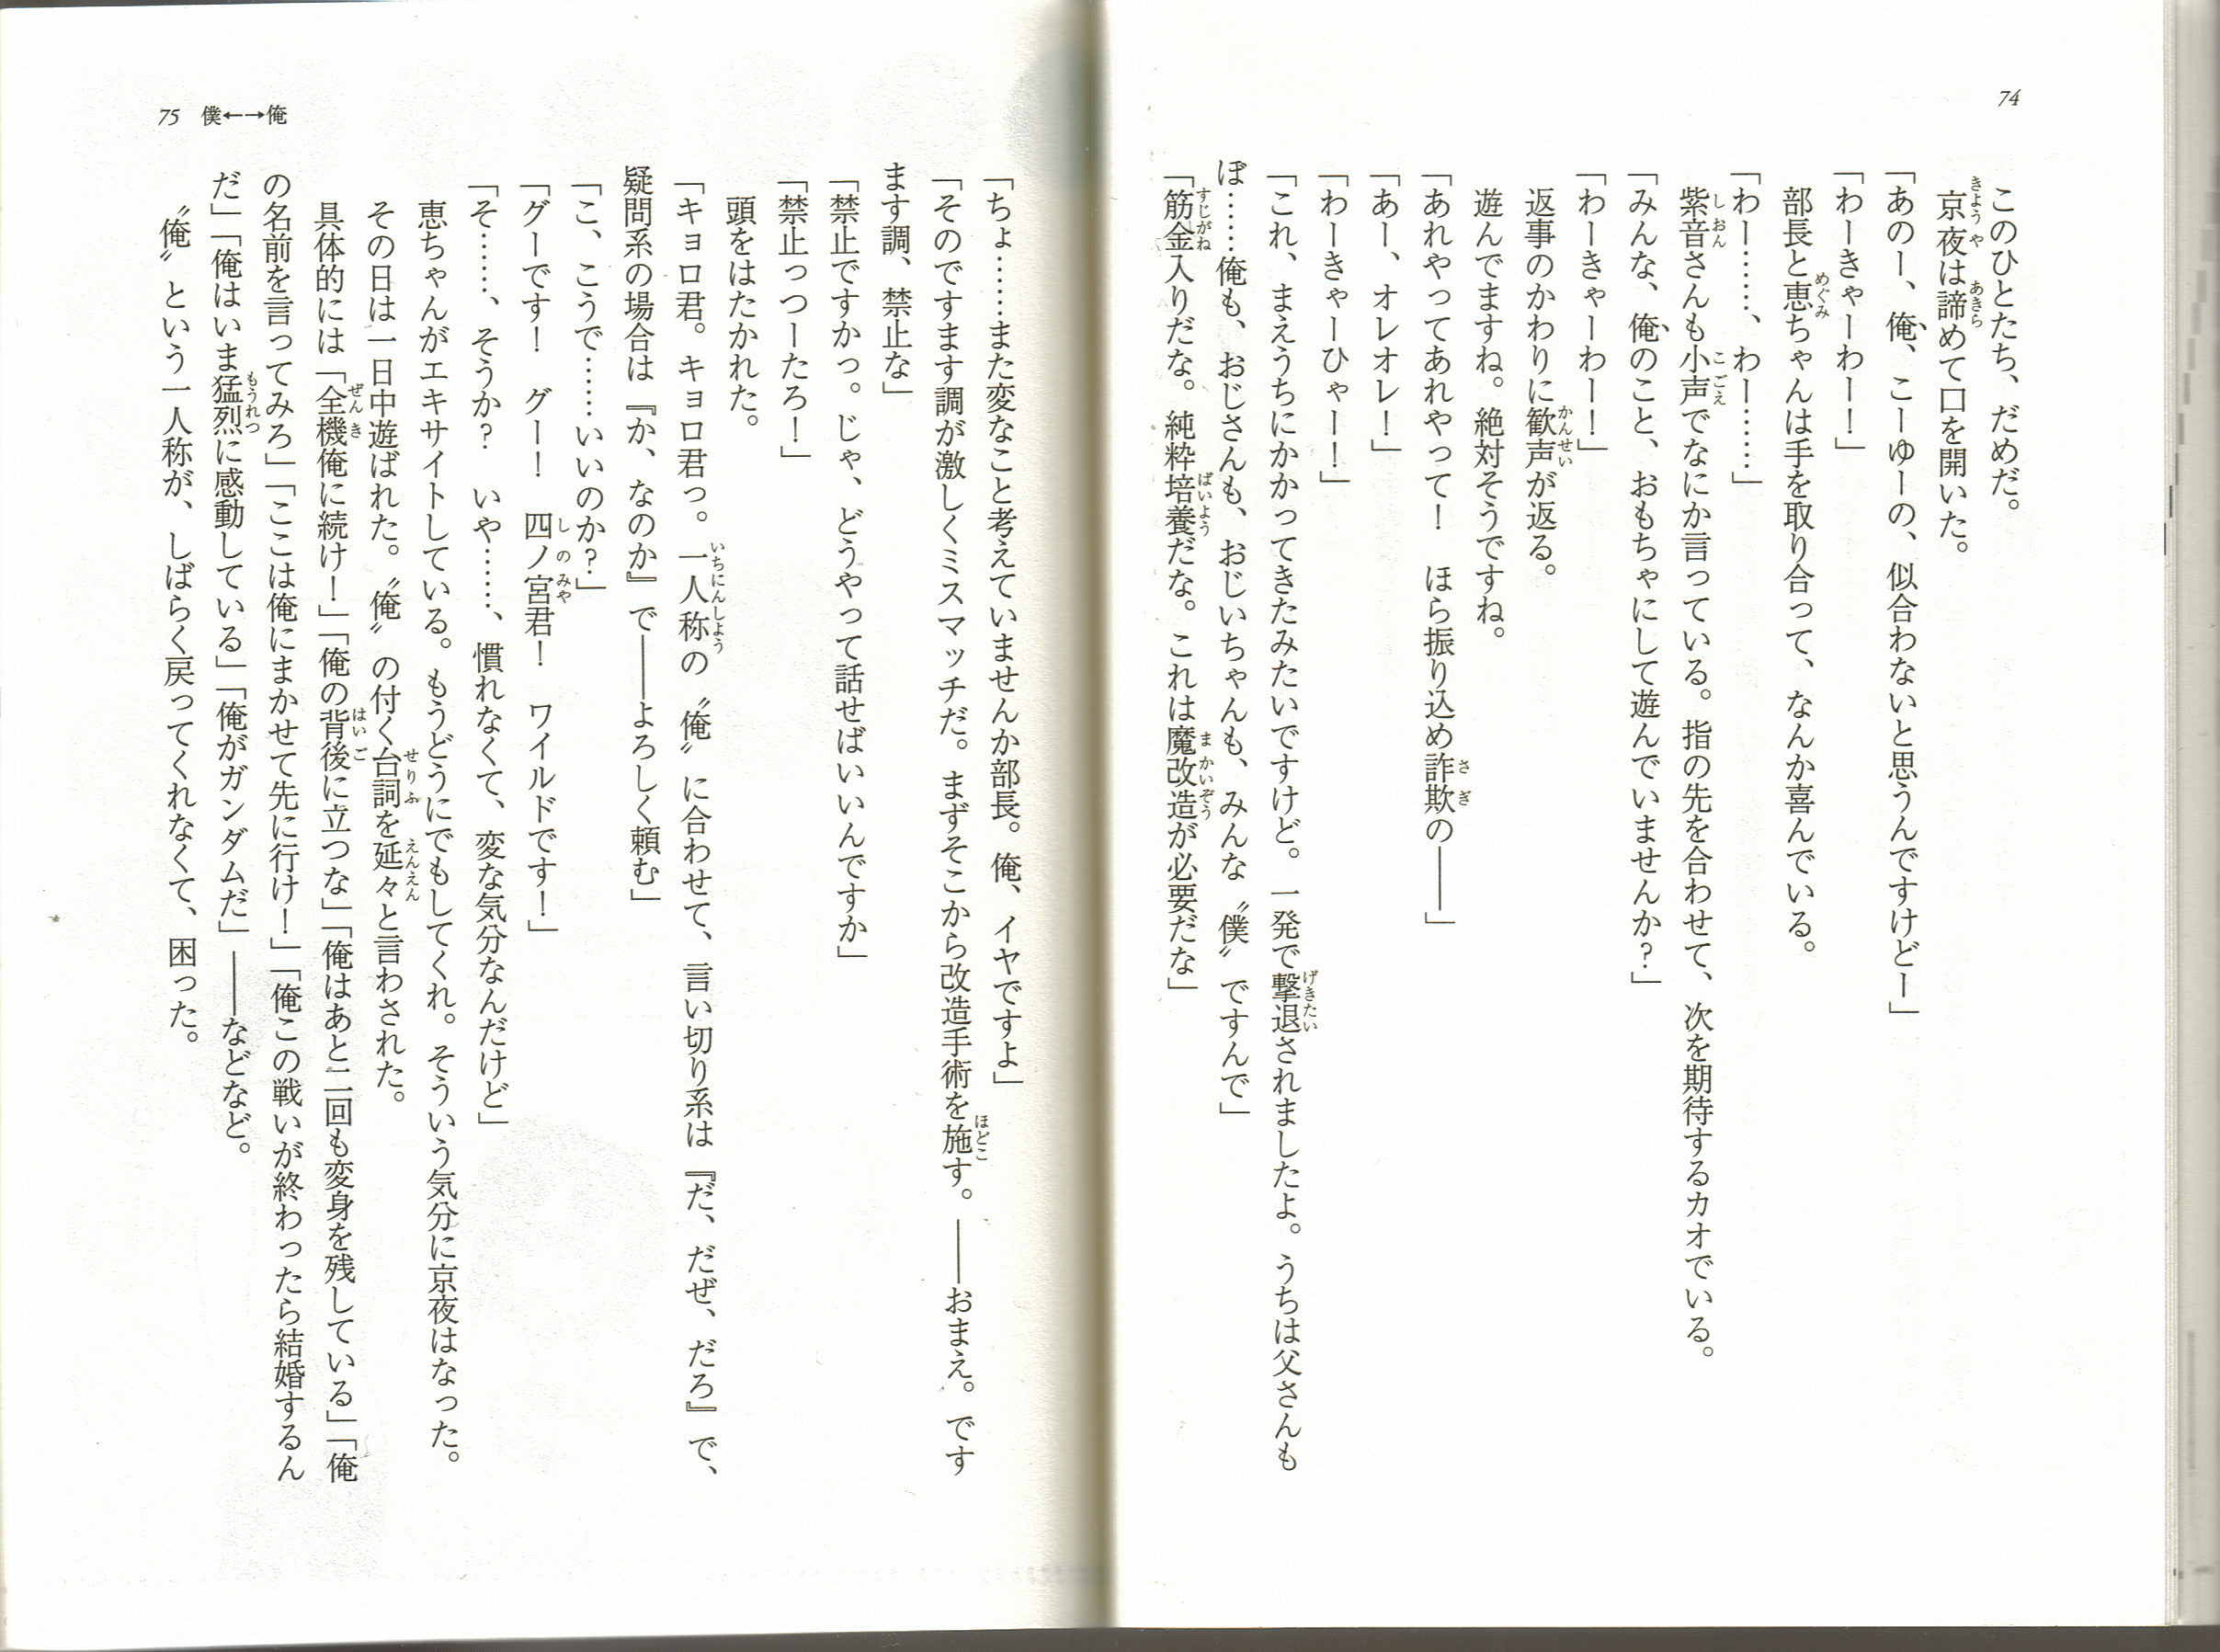 74
このひとたち、だめだ。
京夜は諦めて口を開いた。
「あのー、俺、こーゆーの、似合わないと思うんですけどー」
「わーきゃーわー！」
部長と恵ちゃんは手を取り合って、なんか喜んでいる。
「わー……、わー……」
紫音さんも小声でなにか言っている。指の先を合わせて、次を期待するカオでいる。
「みんな、俺のこと、おもちゃにして遊んでいませんか？」
「わーきゃーわー！」
返事のかわりに歓声が返る。
遊んでますね。絶対そうですね。
「あれやってあれやって！　ほら振り込め詐欺の――」
「あー、オレオレ！」
「わーきゃーひゃー！」
「これ、まえうちにかかってきたみたいですけど。一発で撃退されましたよ。うちは父さんも
ぼ……俺も、おじさんも、おじいちゃんも、みんな〝僕〟ですんで」
「筋金入りだな。純粋培養だな。これは魔改造が必要だな」
75 僕←→俺
「ちょ……また変なこと考えていませんか部長。俺、イヤですよ」
「そのですます調が激しくミスマッチだ。まずそこから改造手術を施す。――おまえ。です
ます調、禁止な」
「禁止ですかっ。じゃ、どうやって話せばいいんですか」
「禁止っつーたろ！」
頭をはたかれた。
「キョロ君。キョロ君っ。一人称の〝俺〟に合わせて、言い切り系は『だ、だぜ、だろ』で、
疑問系の場合は『か、なのか』で――よろしく頼む」
「こ、こうで……いいのか？」
「グーです！　グー！　四ノ宮君！　ワイルドです！」
「そ……、そうか？　いや……、慣れなくて、変な気分なんだけど」
恵ちゃんがエキサイトしている。もうどうにでもしてくれ。そういう気分に京夜はなった。
その日は一日中遊ばれた。〝俺〟の付く台詞を延々と言わされた。
具体的には「全機俺に続け！」「俺の背後に立つな」「俺はあと二回も変身を残している」「俺
の名前を言ってみろ」「ここは俺にまかせて先に行け！」「俺この戦いが終わったら結婚するん
だ」「俺はいま猛烈に感動している」「俺がガンダムだ」――などなど。
〝俺〟という一人称が、しばらく戻ってくれなくて、困った。